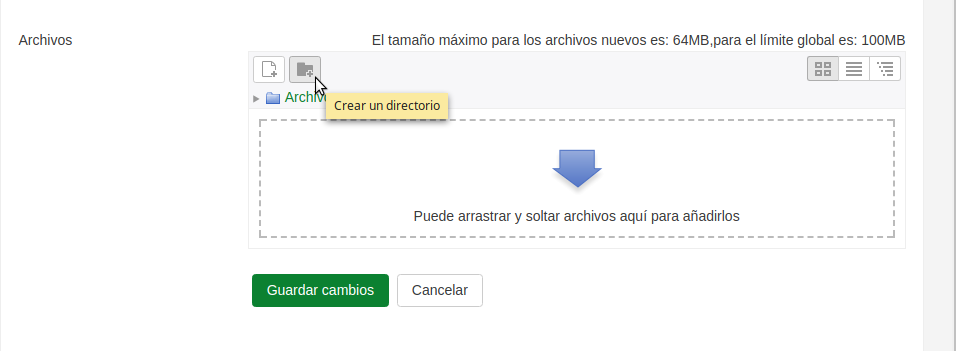 Archivos
El tamaño máximo para los archivos nuevos es: 64MB,para el límite global es: 100MB
Archiv
Crear un directorio
Puede arrastrar y soltar archivos aquí para añadirlos
Guardar cambios
Cancelar